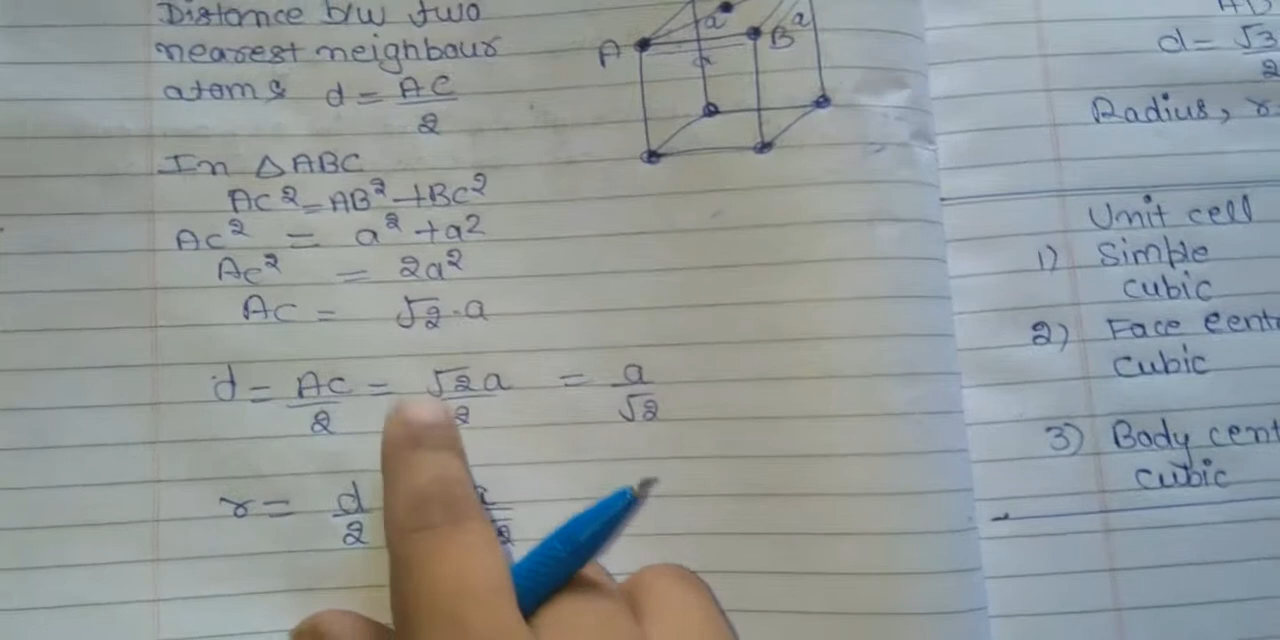 Distance b/w two
nearest neighbour
atoms d = AC/2
In △ABC
AC² = AB² + BC²
AC² = a² + a²
AC² = 2a²
AC = √2·a
d = AC/2 = √2a/2 = a/√2
r = d/2
A
a
B
a
d = √3
2
Radius, r
Unit cell
1) Simple
cubic
2) Face
cubic
3) Body
cubic